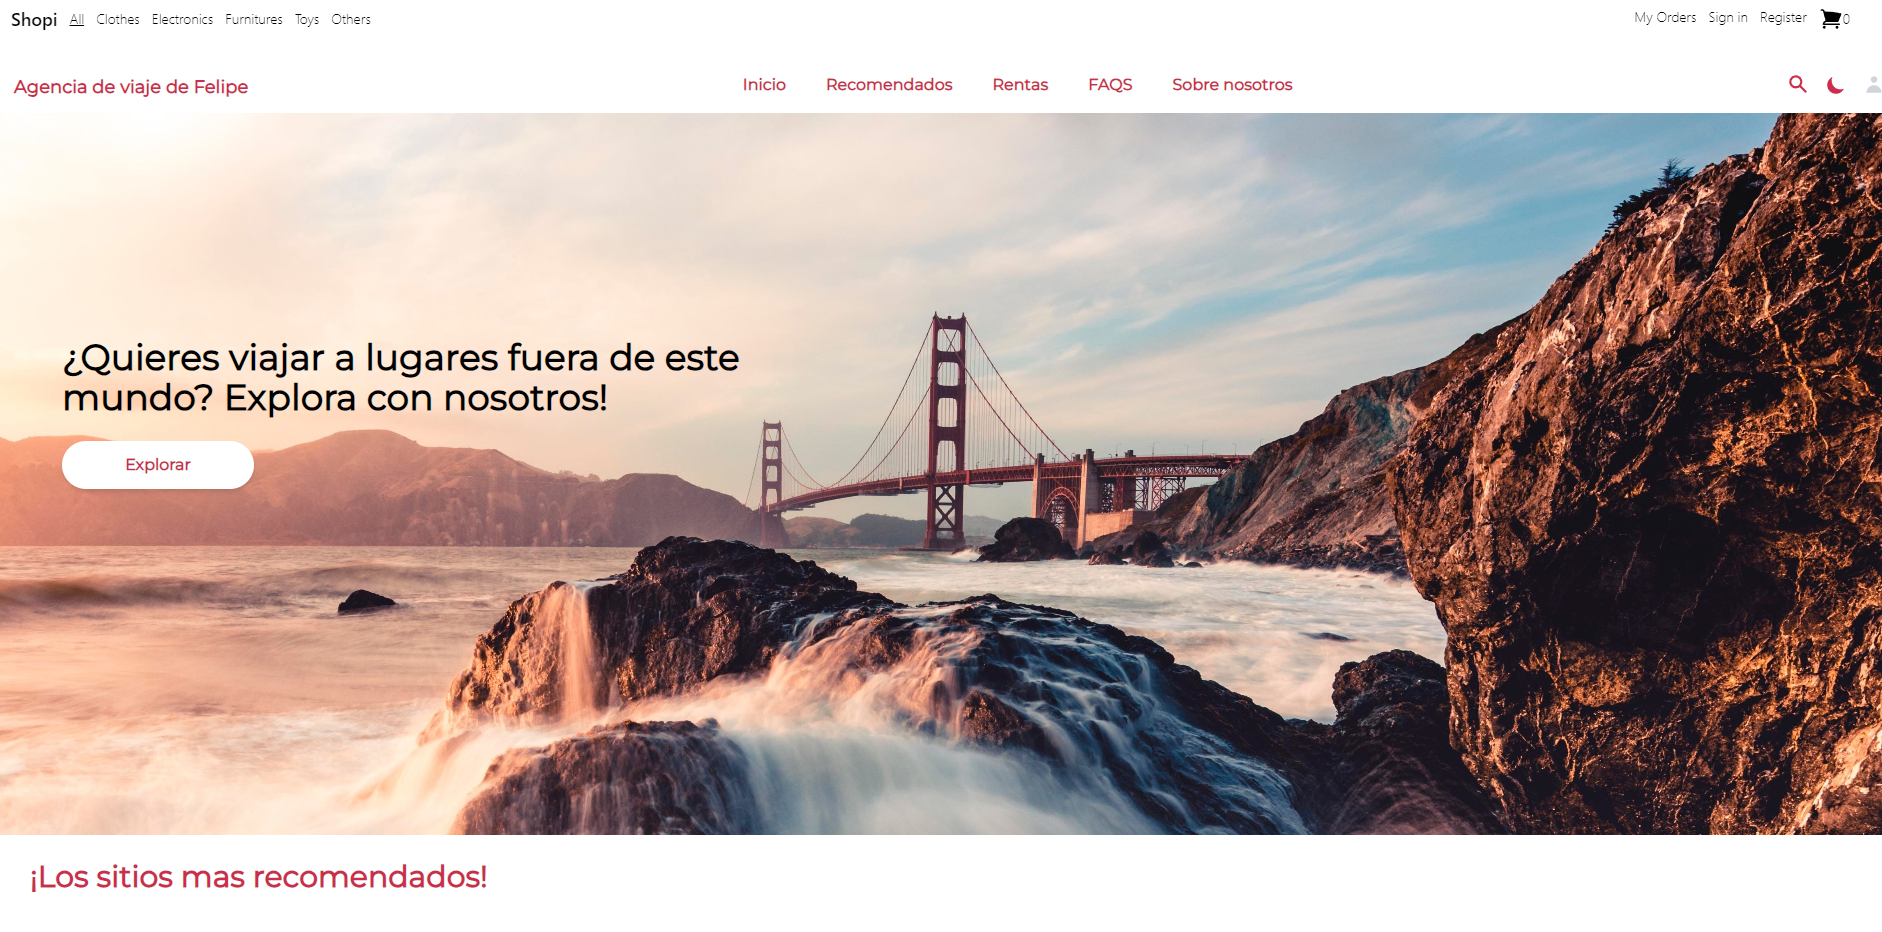 Shopi All Clothes Electronics Furnitures Toys Others My Orders Sign in Register 0
Agencia de viaje de Felipe Inicio Recomendados Rentas FAQS Sobre nosotros
¿Quieres viajar a lugares fuera de este
mundo? Explora con nosotros!
Explorar
¡Los sitios mas recomendados!